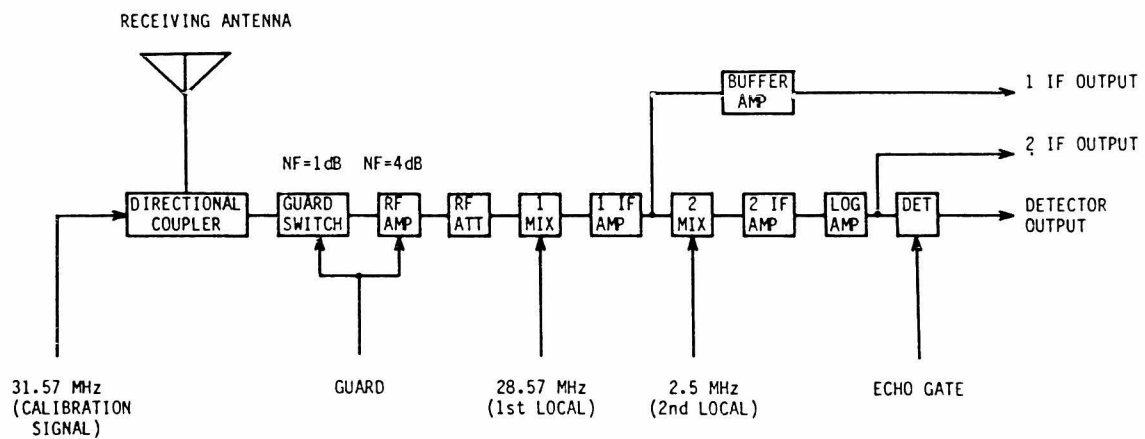 RECEIVING ANTENNA
BUFFER
AMP
1 IF OUTPUT
2 IF OUTPUT
NF=1dB NF=4dB
DIRECTIONAL
COUPLER
GUARD
SWITCH
RF
AMP
RF
ATT
1
MIX
1 IF
AMP
2
MIX
2 IF
AMP
LOG
AMP
DET
DETECTOR
OUTPUT
31.57 MHz
(CALIBRATION
SIGNAL)
GUARD
28.57 MHz
(1st LOCAL)
2.5 MHz
(2nd LOCAL)
ECHO GATE